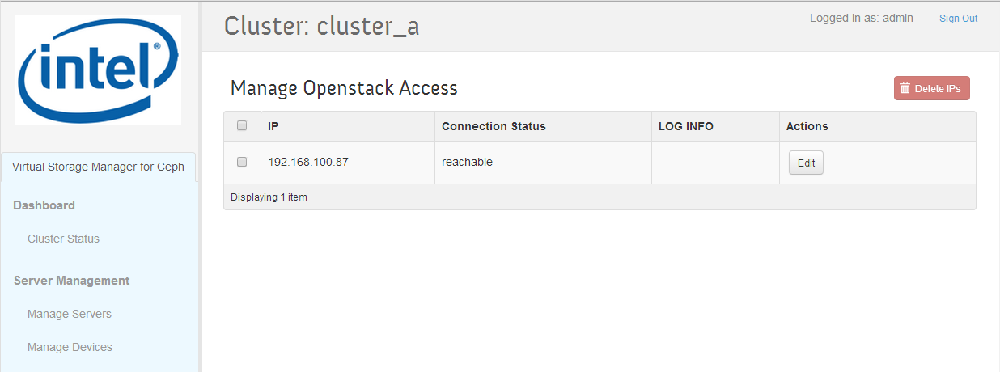 intel®
Cluster: cluster_a
Logged in as: admin
Sign Out
Virtual Storage Manager for Ceph
Dashboard
Cluster Status
Server Management
Manage Servers
Manage Devices
Manage Openstack Access
Delete IPs
IP Connection Status LOG INFO Actions
192.168.100.87 reachable - Edit
Displaying 1 item